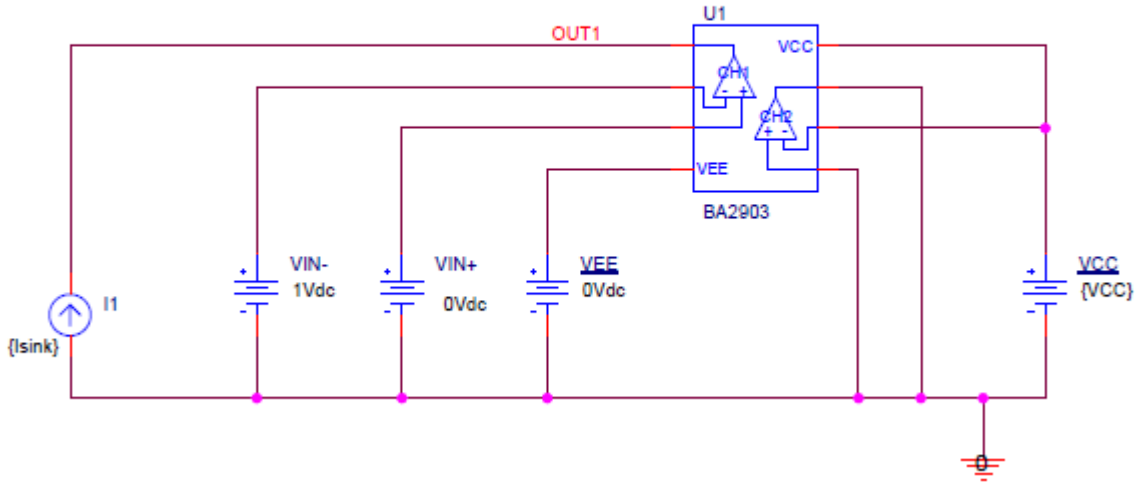 U1
OUT1
VCC
CH1
- +
CH2
+ -
VEE
BA2903
+
VIN-
1Vdc
-
+
VIN+
0Vdc
-
+
VEE
0Vdc
-
+
VCC
{VCC}
-
I1
{Isink}
0